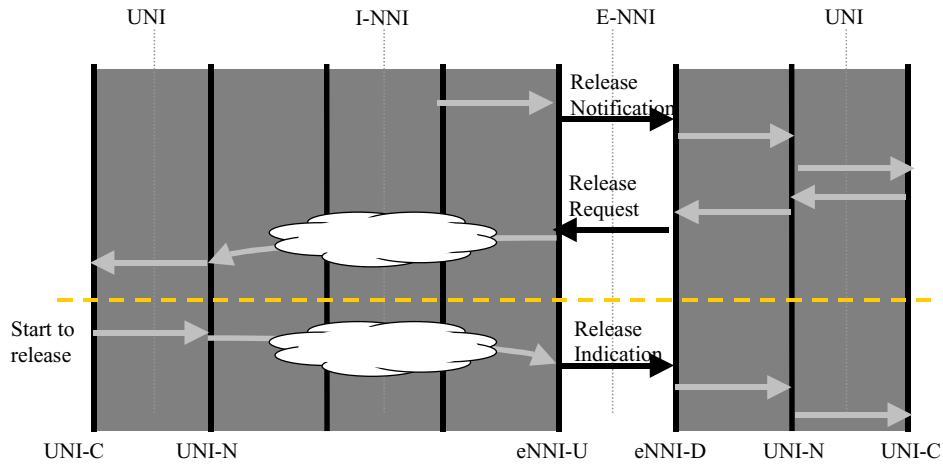 UNI I-NNI E-NNI UNI
Release
Notification
Release
Request
Start to
release
Release
Indication
UNI-C UNI-N eNNI-U eNNI-D UNI-N UNI-C